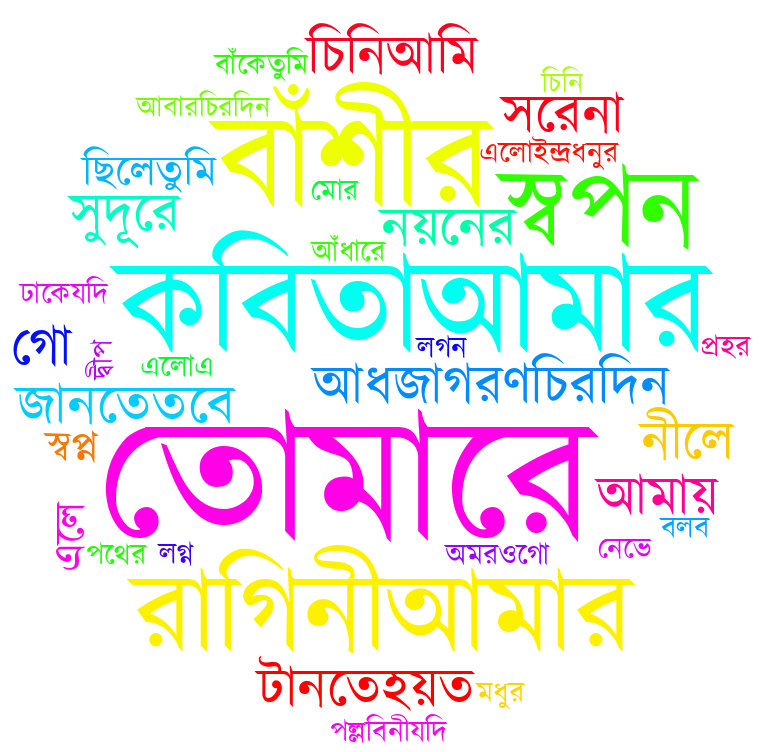 চিনিআমি
বাঁকেতুমি
চিনি
আবারচিরদিন
বাঁশীর
সরেনা
এলোইন্দ্রধনুর
ছিলেতুমি
মোর
স্বপন
সুদূরে
নয়নের
আঁধারে
কবিতাআমার
ঢাকেযদি
গো
দ্বীপ
এলোএ
লগন
প্রহর
আধজাগরণচিরদিন
জানতেতবে
স্বপ্ন
তোমারে
নীলে
আমায়
এলে
পথের
লগ্ন
অমরওগো
নেভে
বলব
রাগিনীআমার
টানতেহয়ত
মধুর
পল্লবিনীযদি